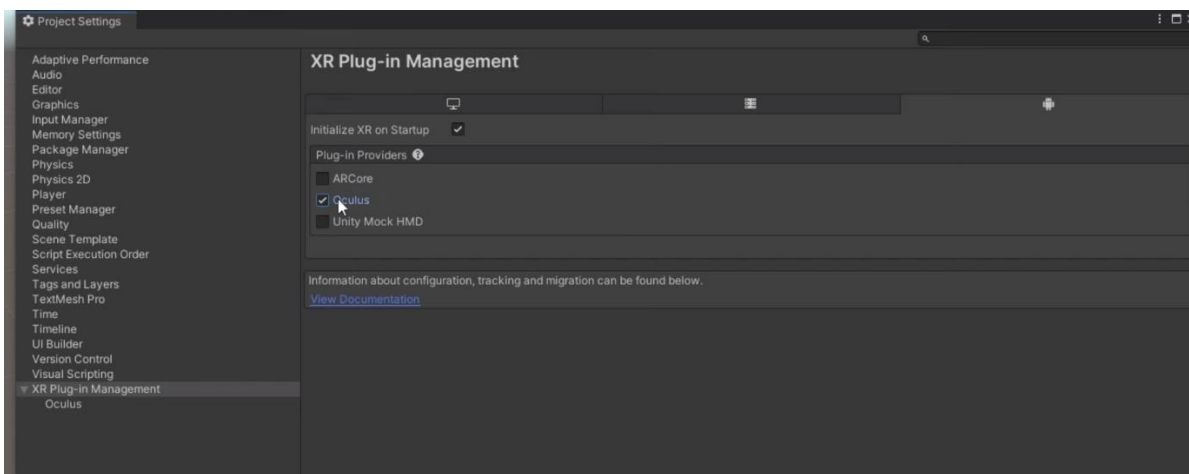 Project Settings
Adaptive Performance
Audio
Editor
Graphics
Input Manager
Memory Settings
Package Manager
Physics
Physics 2D
Player
Preset Manager
Quality
Scene Template
Script Execution Order
Services
Tags and Layers
TextMesh Pro
Time
Timeline
UI Builder
Version Control
Visual Scripting
XR Plug-in Management
Oculus
XR Plug-in Management
Initialize XR on Startup
Plug-in Providers
ARCore
Oculus
Unity Mock HMD
Information about configuration, tracking and migration can be found below.
View Documentation